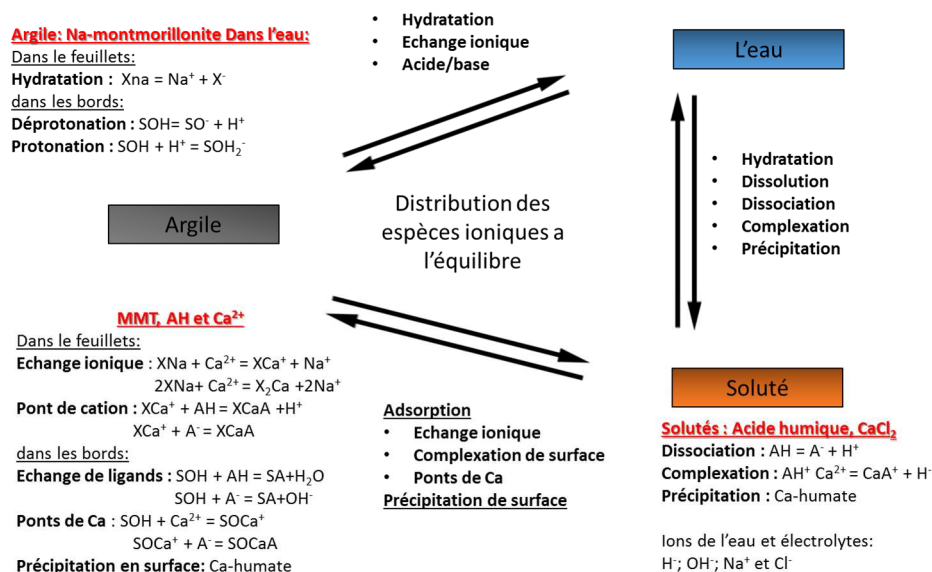 Argile: Na-montmorillonite Dans l'eau:
Dans le feuillets:
Hydratation : Xna = Na⁺ + X⁻
dans les bords:
Déprotonation : SOH= SO⁻ + H⁺
Protonation : SOH + H⁺ = SOH₂⁻
• Hydratation
• Echange ionique
• Acide/base
L'eau
• Hydratation
• Dissolution
• Dissociation
• Complexation
• Précipitation
Argile
Distribution des
espèces ioniques a
l'équilibre
MMT, AH et Ca²⁺
Dans le feuillets:
Echange ionique : XNa + Ca²⁺ = XCa⁺ + Na⁺
2XNa+ Ca²⁺ = X₂Ca +2Na⁺
Pont de cation : XCa⁺ + AH = XCaA +H⁺
XCa⁺ + A⁻ = XCaA
dans les bords:
Echange de ligands : SOH + AH = SA+H₂O
SOH + A⁻ = SA+OH⁻
Ponts de Ca : SOH + Ca²⁺ = SOCa⁺
SOCa⁺ + A⁻ = SOCaA
Précipitation en surface: Ca-humate
Adsorption
• Echange ionique
• Complexation de surface
• Ponts de Ca
Précipitation de surface
Soluté
Solutés : Acide humique, CaCl₂
Dissociation : AH = A⁻ + H⁺
Complexation : AH⁺ Ca²⁺ = CaA⁺ + H⁻
Précipitation : Ca-humate
Ions de l'eau et électrolytes:
H⁻; OH⁻; Na⁺ et Cl⁻